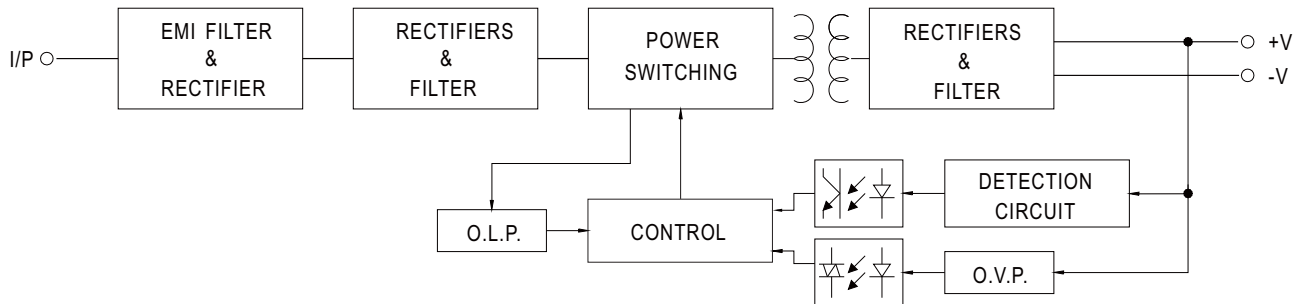 I/P
EMI FILTER
&
RECTIFIER
RECTIFIERS
&
FILTER
POWER
SWITCHING
RECTIFIERS
&
FILTER
+V
-V
DETECTION
CIRCUIT
O.L.P.
CONTROL
O.V.P.